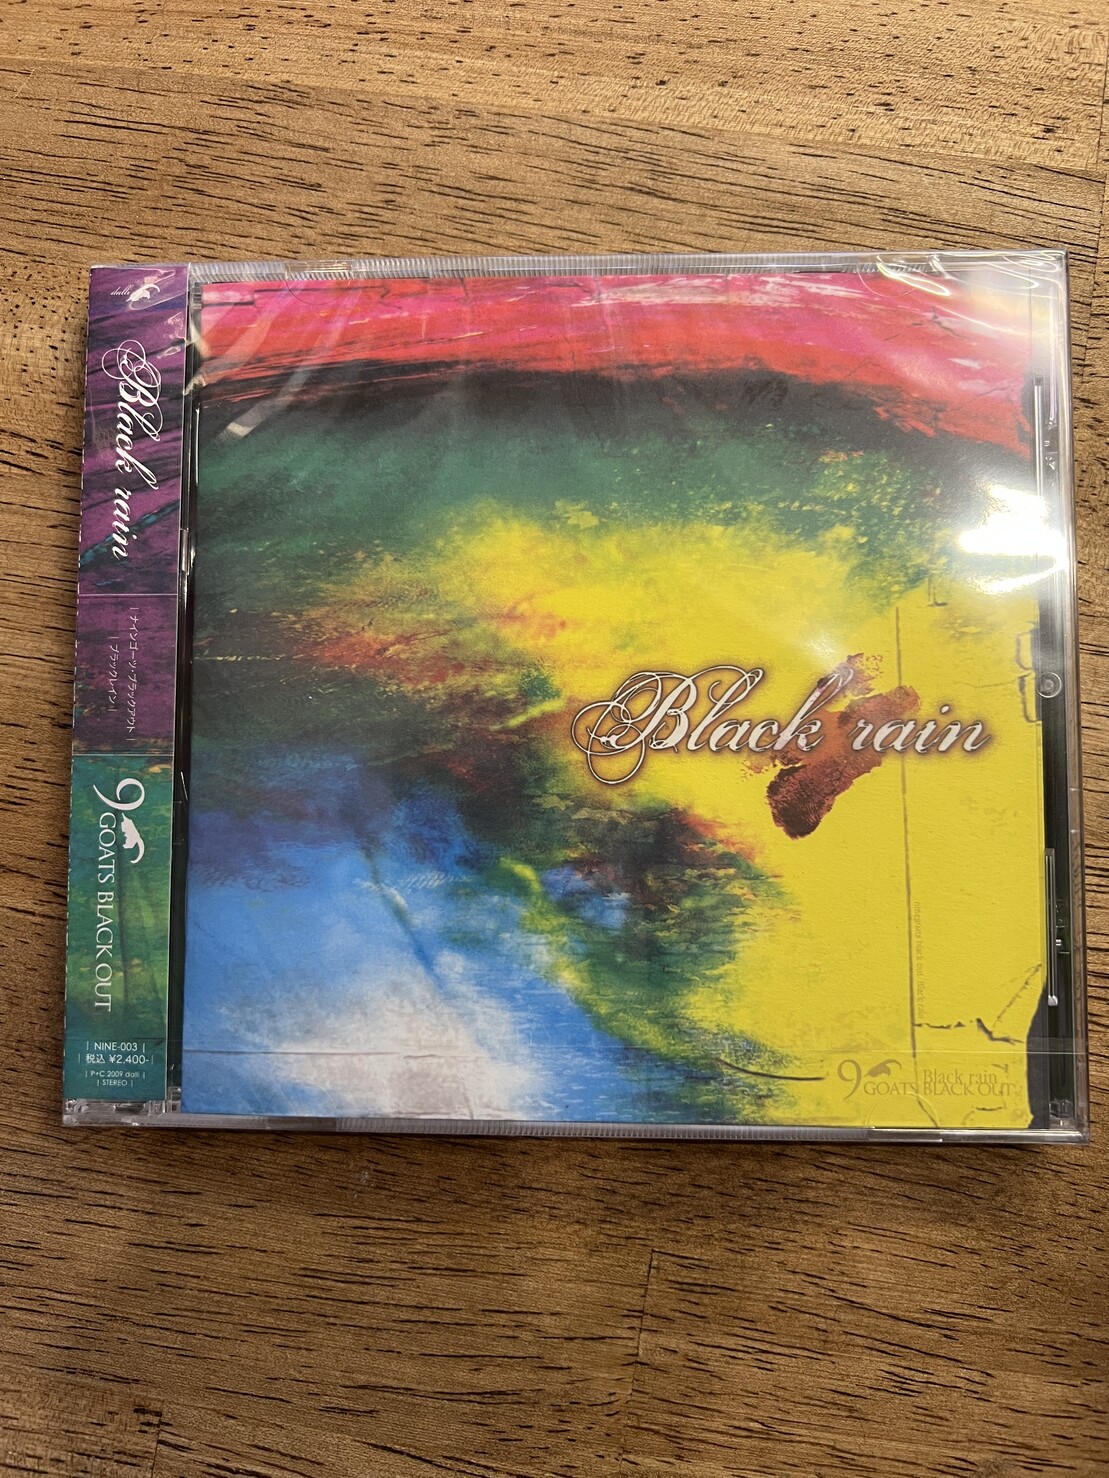 dalli
Black rain
| ナインゴーツ・ブラックアウト |
| ブラックレイン |
9
GOATS BLACK OUT
| NINE-003 |
| 税込 ¥2,400- |
| P+C 2009 dalli |
| STEREO |
Black rain
Black rain
9 GOATS BLACK OUT